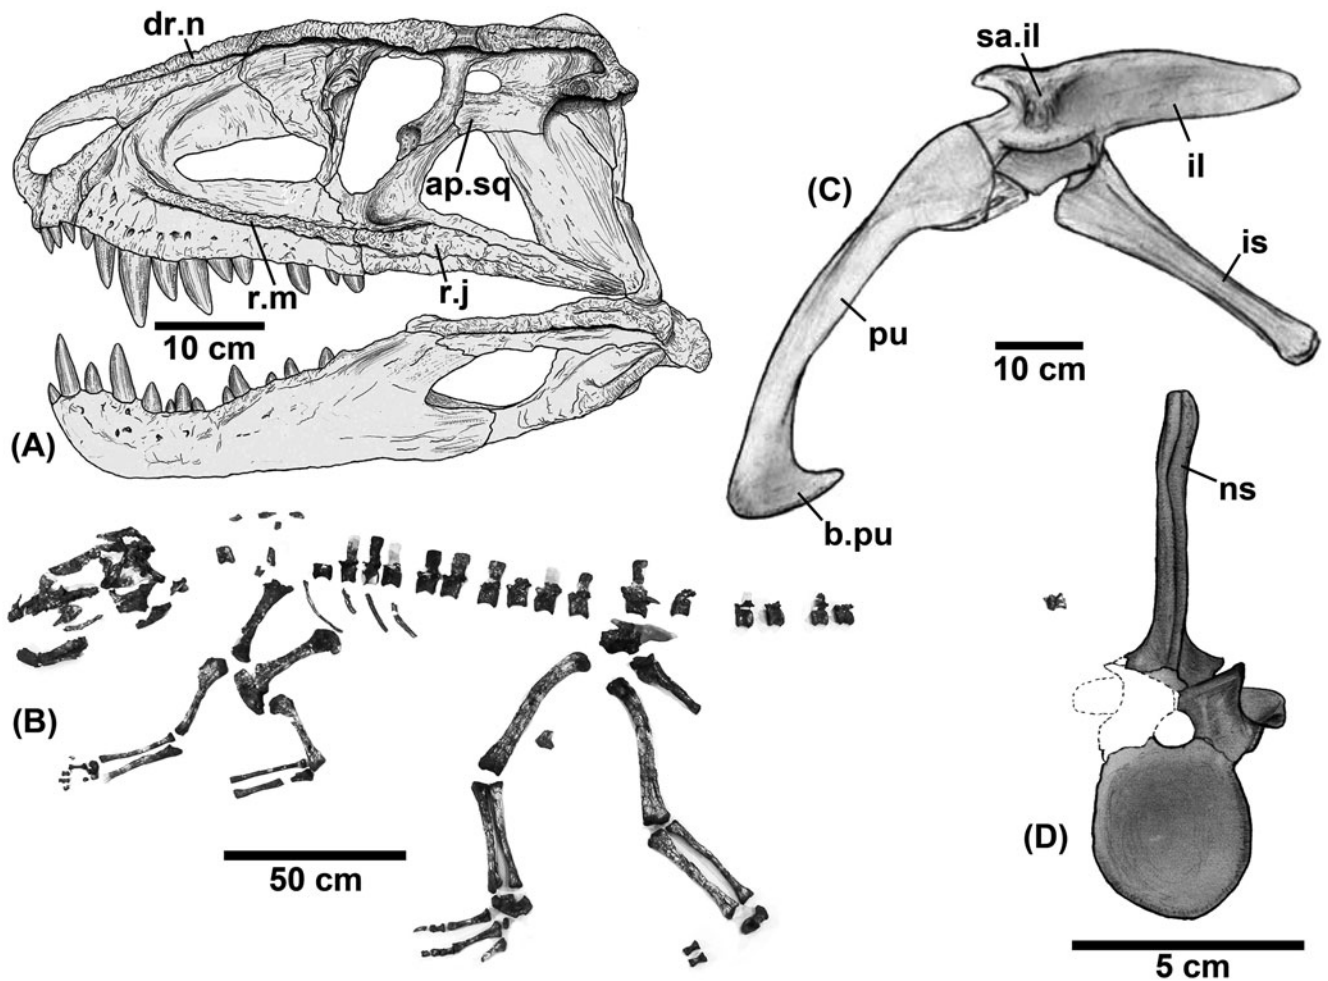 dr.n
ap.sq
r.m
r.j
10 cm
(A)
sa.il
il
(C)
is
pu
10 cm
b.pu
(B)
50 cm
ns
(D)
5 cm